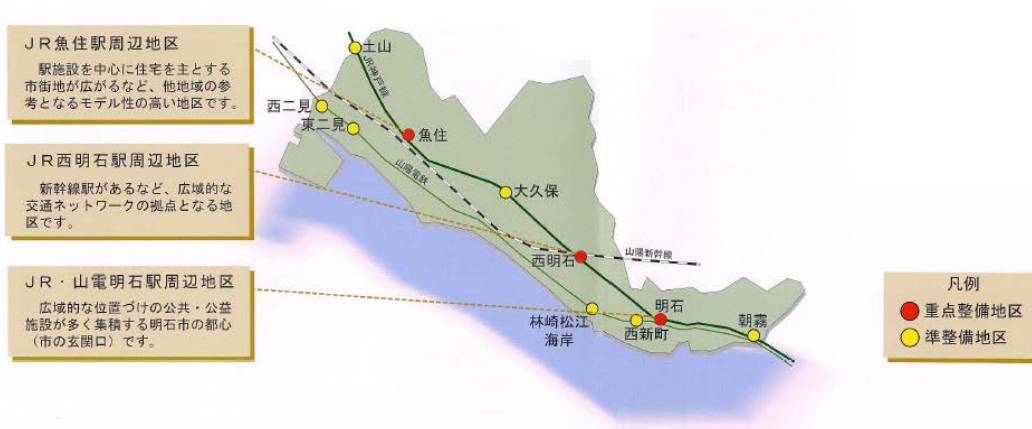 JR魚住駅周辺地区
駅施設を中心に住宅を主とする
市街地が広がるなど、他地域の参
考となるモデル性の高い地区です。
JR西明石駅周辺地区
新幹線駅があるなど、広域的な
交通ネットワークの拠点となる地
区です。
JR・山電明石駅周辺地区
広域的な位置づけの公共・公益
施設が多く集積する明石市の都心
(市の玄関口)です。
土山
JR神戸線
西二見
東二見
魚住
山陽電鉄
大久保
西明石
山陽新幹線
林崎松江
海岸
西新町
明石
朝霧
凡例
重点整備地区
準整備地区